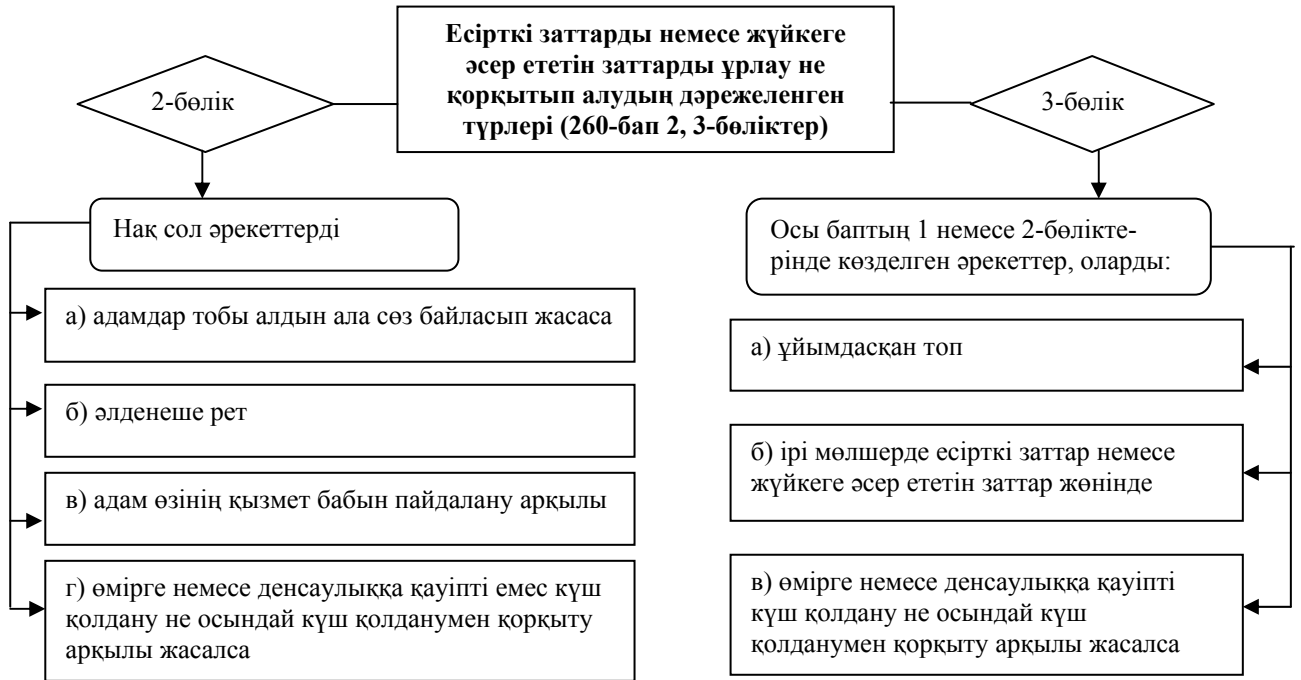 Есірткі заттарды немесе жүйкеге
әсер ететін заттарды ұрлау не
қорқытып алудың дәрежеленген
түрлері (260-бап 2, 3-бөліктер)
2-бөлік
3-бөлік
Нақ сол әрекеттерді
а) адамдар тобы алдын ала сөз байласып жасаса
б) әлденеше рет
в) адам өзінің қызмет бабын пайдалану арқылы
г) өмірге немесе денсаулыққа қауіпті емес күш
қолдану не осындай күш қолданумен қорқыту
арқылы жасалса
Осы баптың 1 немесе 2-бөлікте-
рінде көзделген әрекеттер, оларды:
а) ұйымдасқан топ
б) ірі мөлшерде есірткі заттар немесе
жүйкеге әсер ететін заттар жөнінде
в) өмірге немесе денсаулыққа қауіпті
күш қолдану не осындай күш
қолданумен қорқыту арқылы жасалса